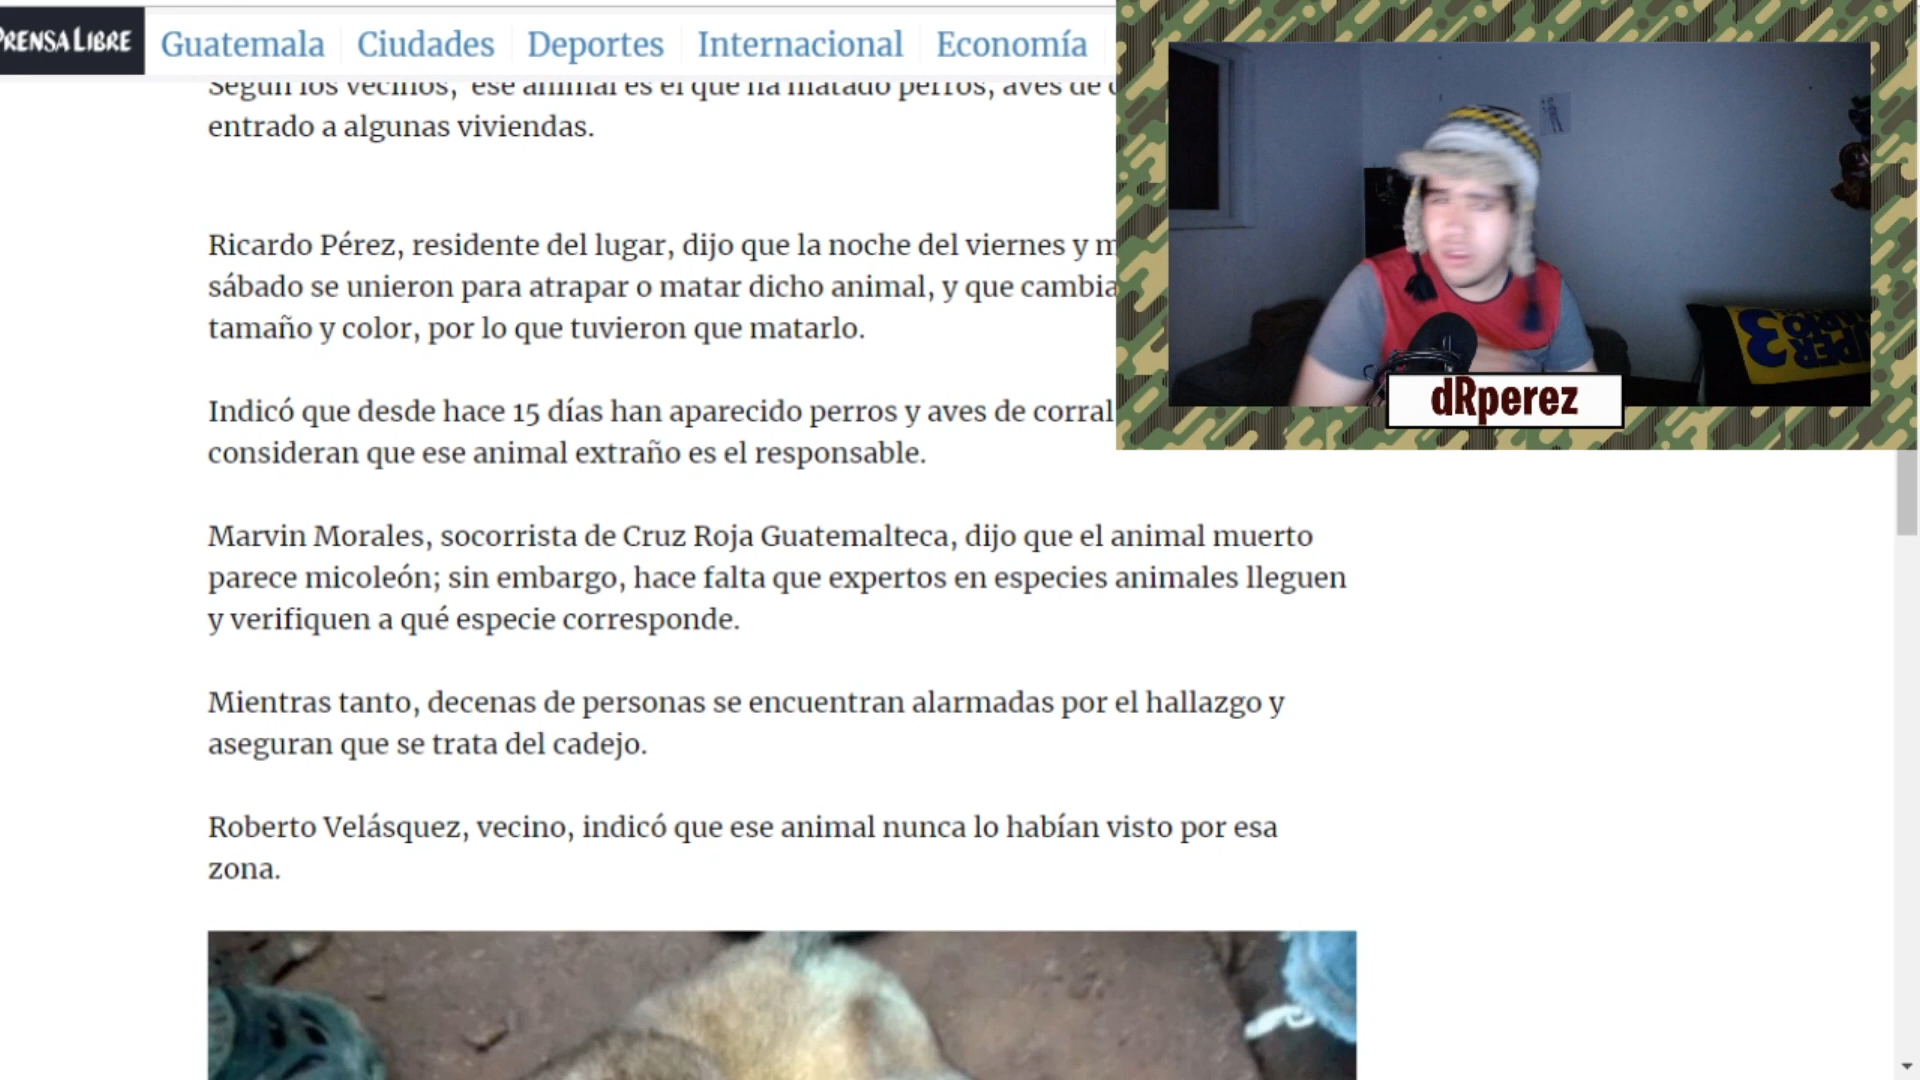 PRENSA LIBRE Guatemala Ciudades Deportes Internacional Economía
Según los vecinos, ese animal es el que ha matado perros, aves de
entrado a algunas viviendas.
Ricardo Pérez, residente del lugar, dijo que la noche del viernes y
sábado se unieron para atrapar o matar dicho animal, y que cambia
tamaño y color, por lo que tuvieron que matarlo.
Indicó que desde hace 15 días han aparecido perros y aves de corral
consideran que ese animal extraño es el responsable.
Marvin Morales, socorrista de Cruz Roja Guatemalteca, dijo que el animal muerto
parece micoleón; sin embargo, hace falta que expertos en especies animales lleguen
y verifiquen a qué especie corresponde.
Mientras tanto, decenas de personas se encuentran alarmadas por el hallazgo y
aseguran que se trata del cadejo.
Roberto Velásquez, vecino, indicó que ese animal nunca lo habían visto por esa
zona.
dRperez